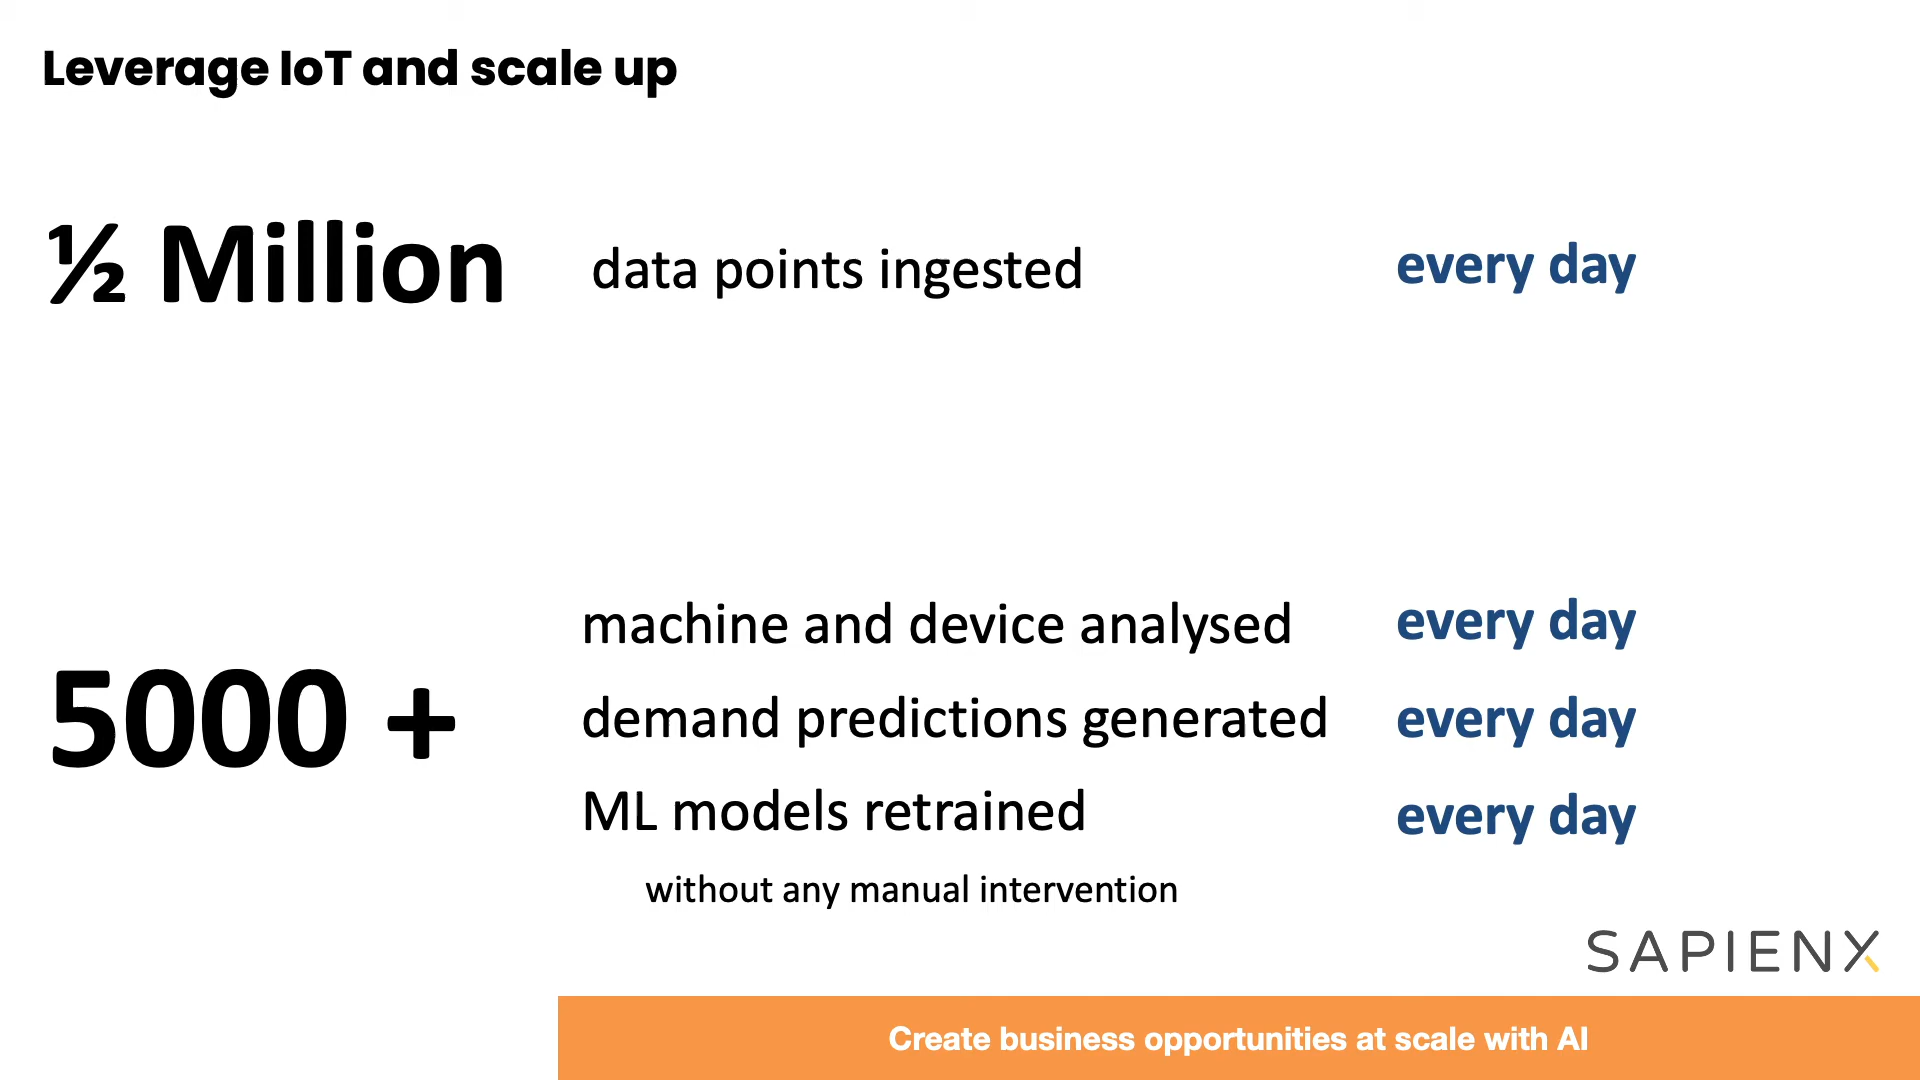 Leverage IoT and scale up
½ Million data points ingested every day
machine and device analysed every day
5000 + demand predictions generated every day
ML models retrained every day
without any manual intervention
SAPIENX
Create business opportunities at scale with AI